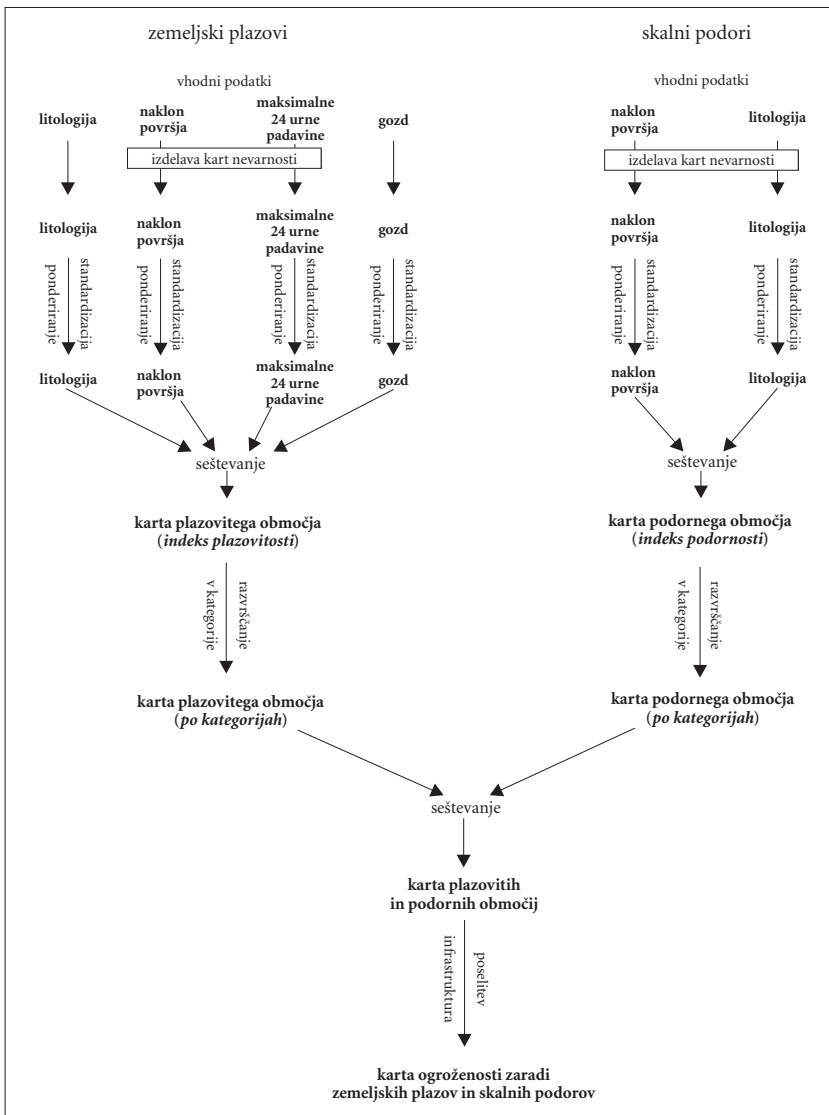 zemeljski plazovi
skalni podori
vhodni podatki
vhodni podatki
litologija
naklon
površja
maksimalne
24 urne
padavine
gozd
naklon
površja
litologija
izdelava kart nevarnosti
izdelava kart nevarnosti
litologija
naklon
površja
maksimalne
24 urne
padavine
gozd
naklon
površja
litologija
ponderiranje
standardizacija
ponderiranje
standardizacija
ponderiranje
standardizacija
ponderiranje
standardizacija
ponderiranje
standardizacija
ponderiranje
standardizacija
litologija
naklon
površja
maksimalne
24 urne
padavine
gozd
naklon
površja
litologija
seštevanje
seštevanje
karta plazovitega območja
(indeks plazovitosti)
karta podornega območja
(indeks podornosti)
v kategorije
razvrščanje
v kategorije
razvrščanje
karta plazovitega območja
(po kategorijah)
karta podornega območja
(po kategorijah)
seštevanje
karta plazovitih
in podornih območij
infrastruktura
poselitev
karta ogroženosti zaradi
zemeljskih plazov in skalnih podorov